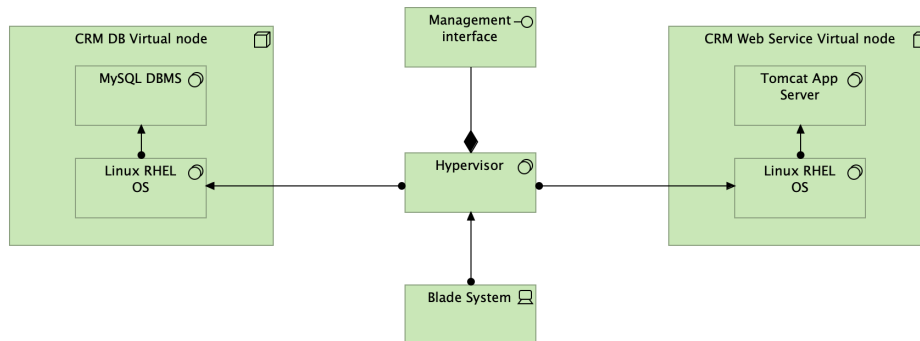 Management
interface
CRM DB Virtual node
CRM Web Service Virtual node
MySQL DBMS
Tomcat App
Server
Linux RHEL
OS
Hypervisor
Linux RHEL
OS
Blade System